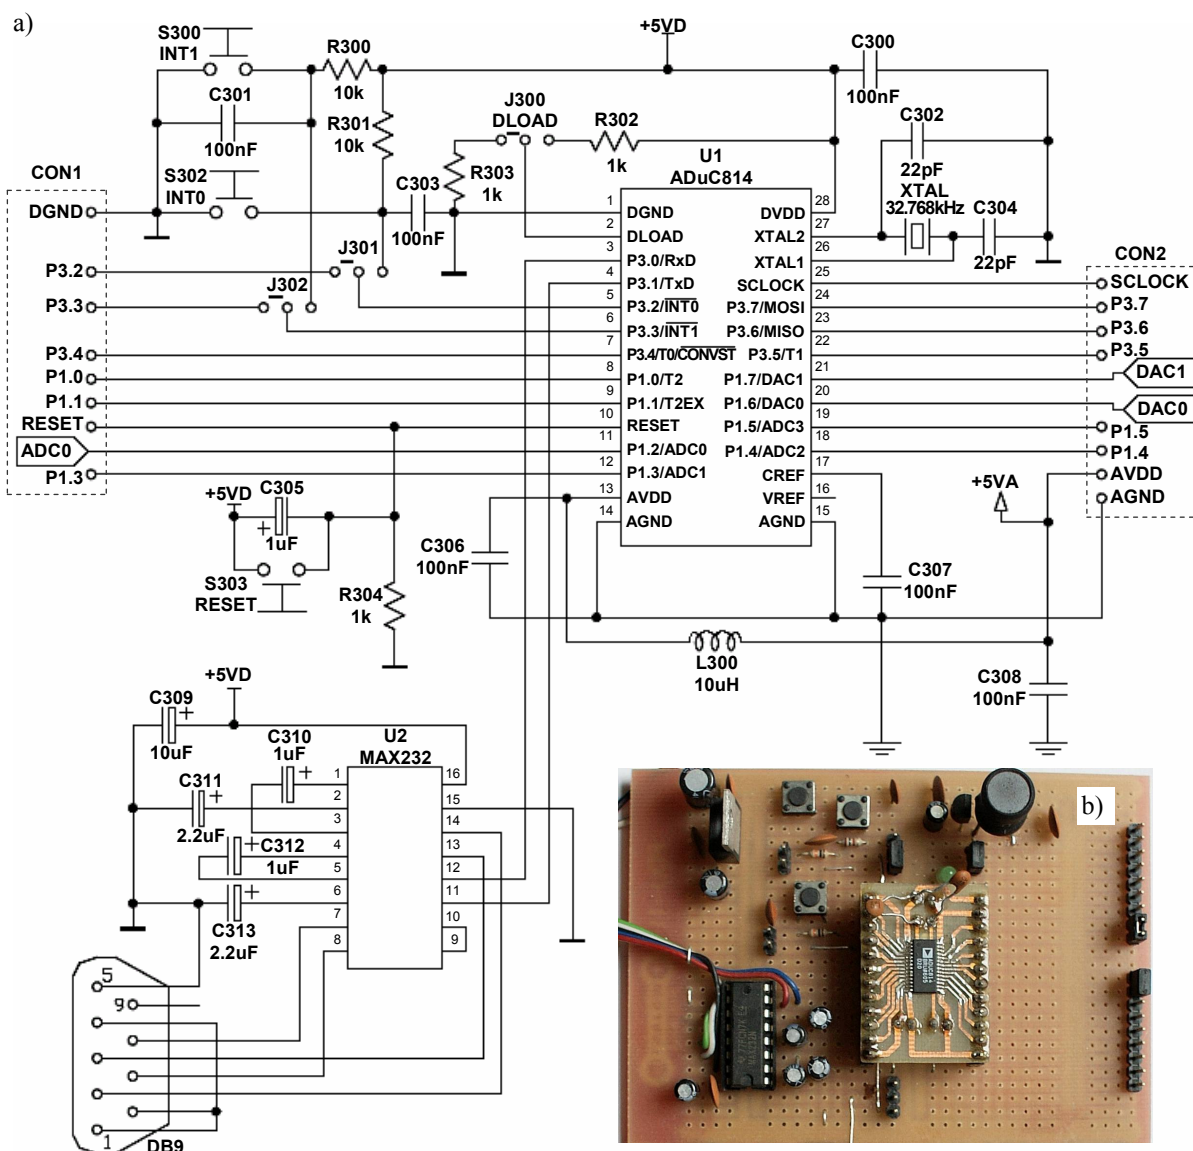 a)
S300
INT1
R300
10k
+5VD
C300
100nF
C301
100nF
R301
10k
J300
DLOAD
R302
1k
C302
22pF
CON1
S302
INT0
C303
100nF
R303
1k
U1
ADuC814
XTAL
32.768kHz
C304
22pF
CON2
DGND
P3.2
P3.3
P3.4
P1.0
P1.1
RESET
ADC0
P1.3
J301
J302
1
2
3
4
5
6
7
8
9
10
11
12
13
14
DGND
DLOAD
P3.0/RxD
P3.1/TxD
P3.2/INT0
P3.3/INT1
P3.4/T0/CONVST
P1.0/T2
P1.1/T2EX
RESET
P1.2/ADC0
P1.3/ADC1
AVDD
AGND
DVDD
XTAL2
XTAL1
SCLOCK
P3.7/MOSI
P3.6/MISO
P3.5/T1
P1.7/DAC1
P1.6/DAC0
P1.5/ADC3
P1.4/ADC2
CREF
VREF
AGND
28
27
26
25
24
23
22
21
20
19
18
17
16
15
SCLOCK
P3.7
P3.6
P3.5
DAC1
DAC0
P1.5
P1.4
AVDD
AGND
+5VD
C305
+
1uF
S303
RESET
R304
1k
C306
100nF
+5VA
C307
100nF
L300
10uH
C308
100nF
+5VD
C309
+
10uF
C310
1uF
+
U2
MAX232
C311
+
2.2uF
C312
+
1uF
C313
+
2.2uF
1
2
3
4
5
6
7
8
16
15
14
13
12
11
10
9
5
9
1
DB9
b)